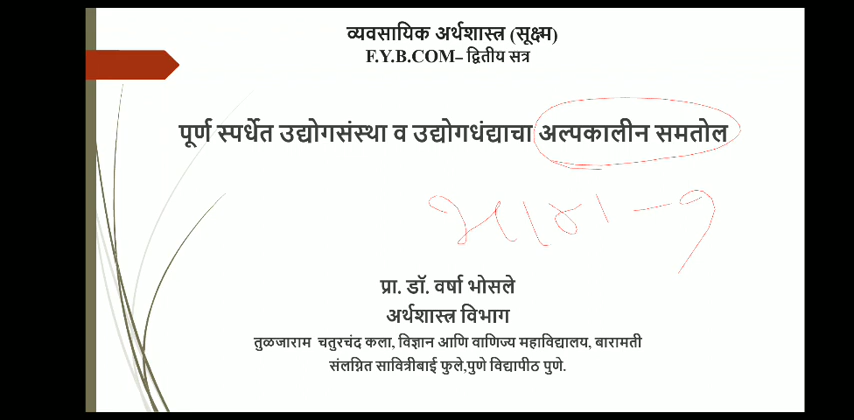 व्यवसायिक अर्थशास्त्र (सूक्ष्म)
F.Y.B.COM– द्वितीय सत्र
पूर्ण स्पर्धेत उद्योगसंस्था व उद्योगधंद्याचा अल्पकालीन समतोल
भाग - १
प्रा. डॉ. वर्षा भोसले
अर्थशास्त्र विभाग
तुळजाराम चतुरचंद कला, विज्ञान आणि वाणिज्य महाविद्यालय, बारामती
संलग्नित सावित्रीबाई फुले,पुणे विद्यापीठ पुणे.